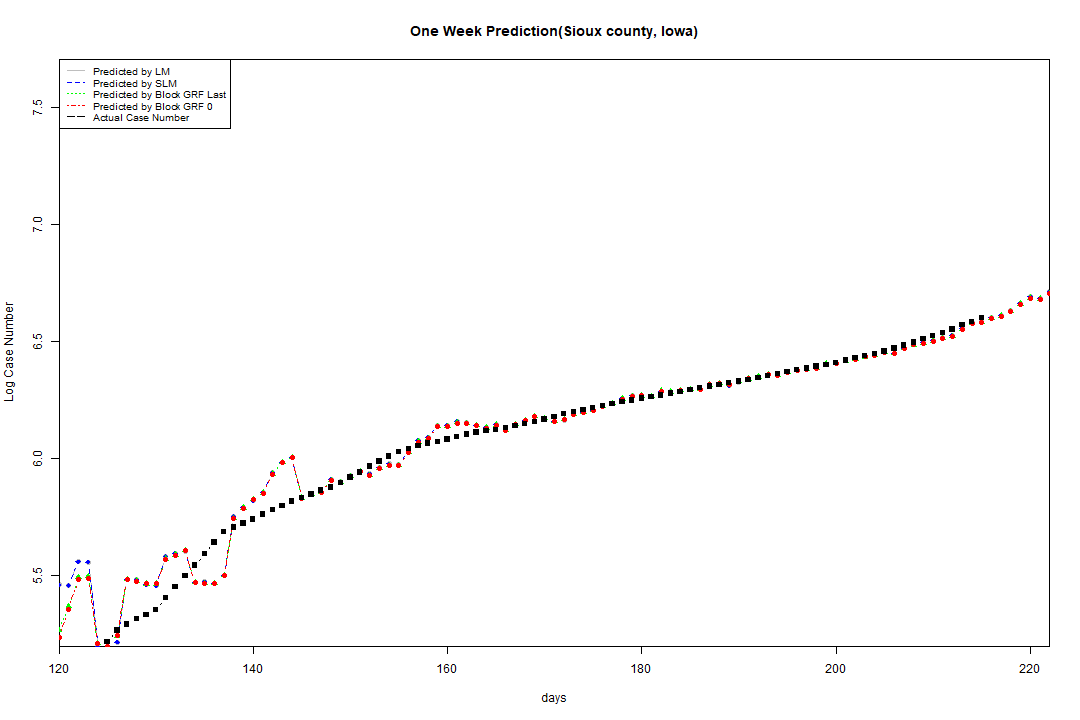 One Week Prediction(Sioux county, Iowa)
Predicted by LM
Predicted by SLM
Predicted by Block GRF Last
Predicted by Block GRF 0
Actual Case Number
7.5
7.0
6.5
6.0
5.5
Log Case Number
120 140 160 180 200 220
days